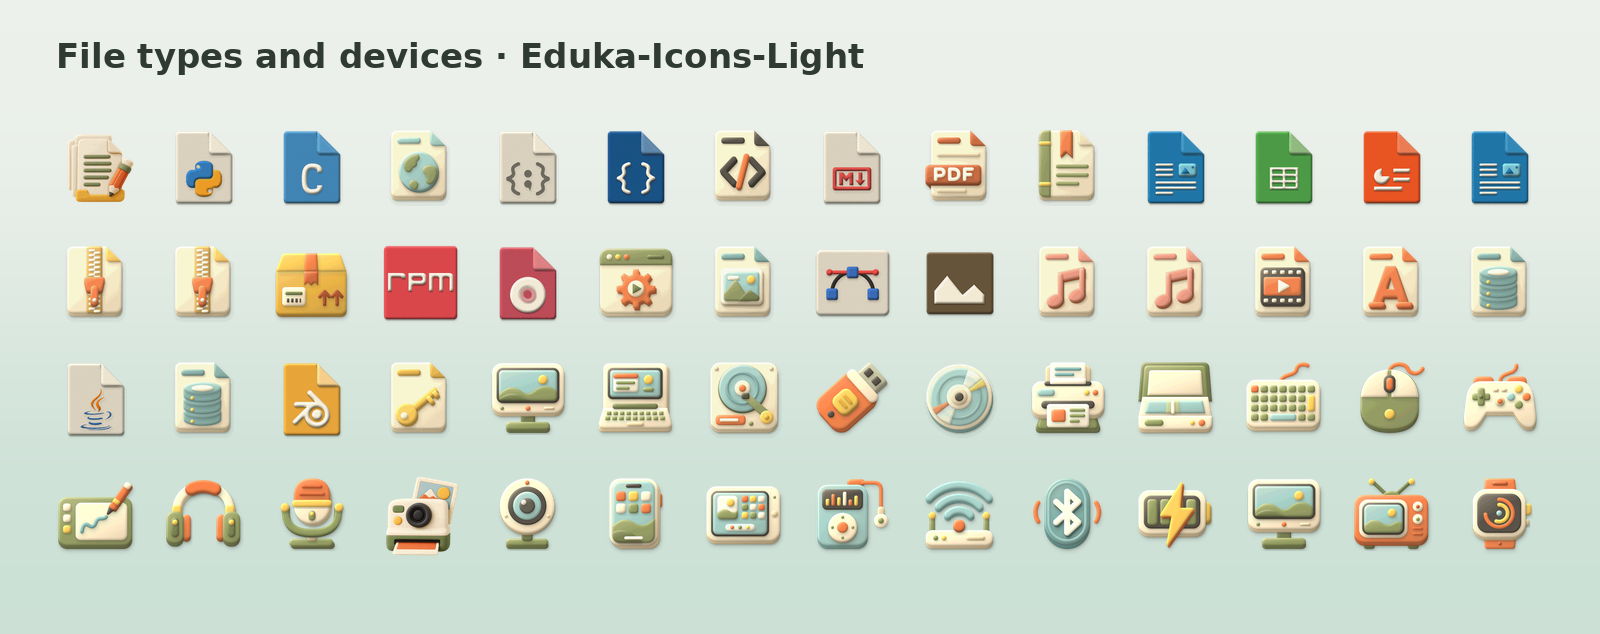 File types and devices · Eduka-Icons-Light
C
{;}
{ }
</>
M↓
PDF
rpm
A